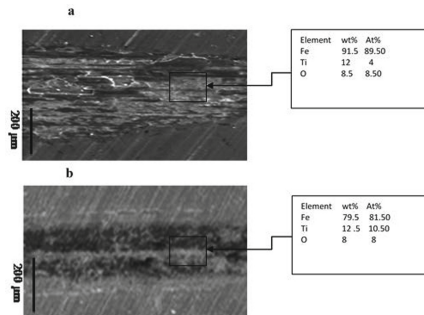 a
Element wt% At%
Fe 91.5 89.50
Ti 12 4
O 8.5 8.50
200 µm
b
Element wt% At%
Fe 79.5 81.50
Ti 12 .5 10.50
O 8 8
200 µm